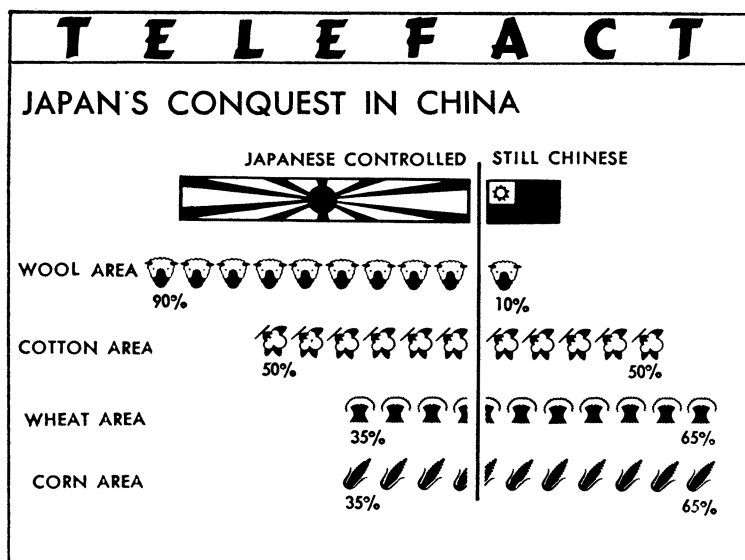 TELEFACT
JAPAN'S CONQUEST IN CHINA
JAPANESE CONTROLLED STILL CHINESE
WOOL AREA
90% 10%
COTTON AREA
50% 50%
WHEAT AREA
35% 65%
CORN AREA
35% 65%